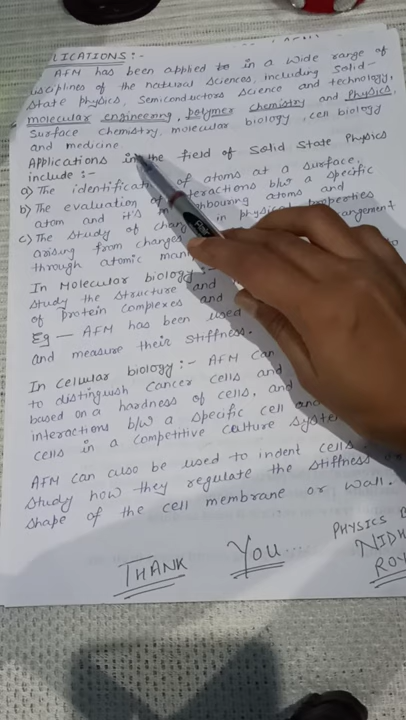 LICATIONS :-
AFM has been applied to in a wide range of
disciplines of the natural sciences, including Solid-
State physics, Semiconductors science and technology,
molecular engineering, polymer chemistry and Physics,
Surface Chemistry, molecular biology, cell biology
and medicine.
Applications in the field of Solid State Physics
include :-
a) The identificati of atoms at a surface.
b) The evaluation of interactions b/w a specific
atom and it's neighbouring atoms and
c) The study of chang in physical properties
arising from changes arrangement
through atomic man
In Molecular biology :-
study the structure and
of protein complexes and
Eg — AFM has been used
and measure their stiffness.
In cellular biology :- AFM can
to distinguish cancer cells and
based on a hardness of cells, and
interactions b/w a specific cell and
cells in a competitive culture system
AFM can also be used to indent cells
study how they regulate the stiffness or
shape of the cell membrane or wall.
THANK YOU...
PHYSICS B
NIDH
ROY